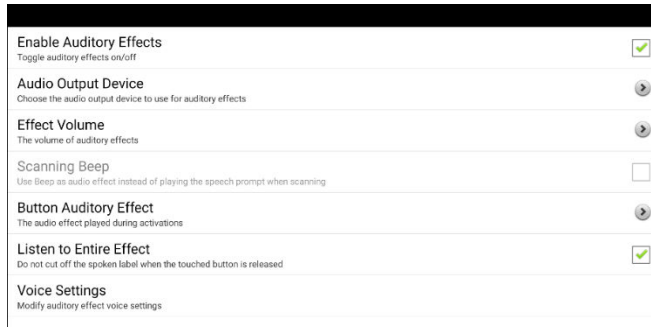 Enable Auditory Effects
Toggle auditory effects on/off
Audio Output Device
Choose the audio output device to use for auditory effects
Effect Volume
The volume of auditory effects
Scanning Beep
Use Beep as audio effect instead of playing the speech prompt when scanning
Button Auditory Effect
The audio effect played during activations
Listen to Entire Effect
Do not cut off the spoken label when the touched button is released
Voice Settings
Modify auditory effect voice settings